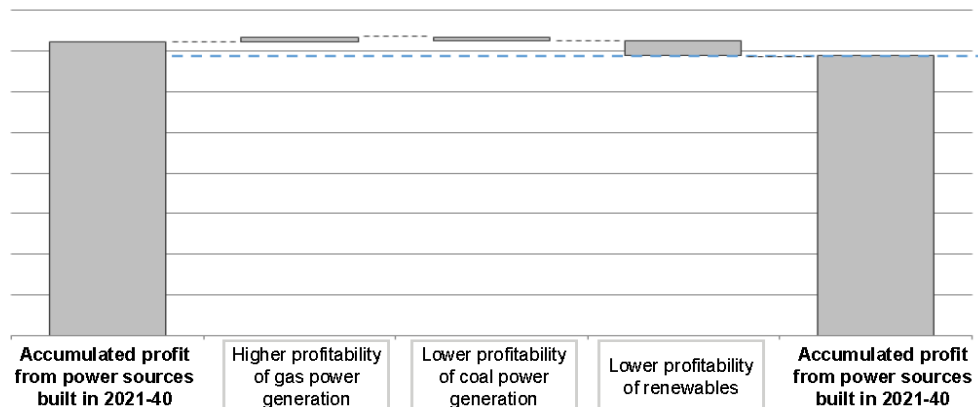 Accumulated profit
from power sources
built in 2021-40
Higher profitability
of gas power
generation
Lower profitability
of coal power
generation
Lower profitability
of renewables
Accumulated profit
from power sources
built in 2021-40